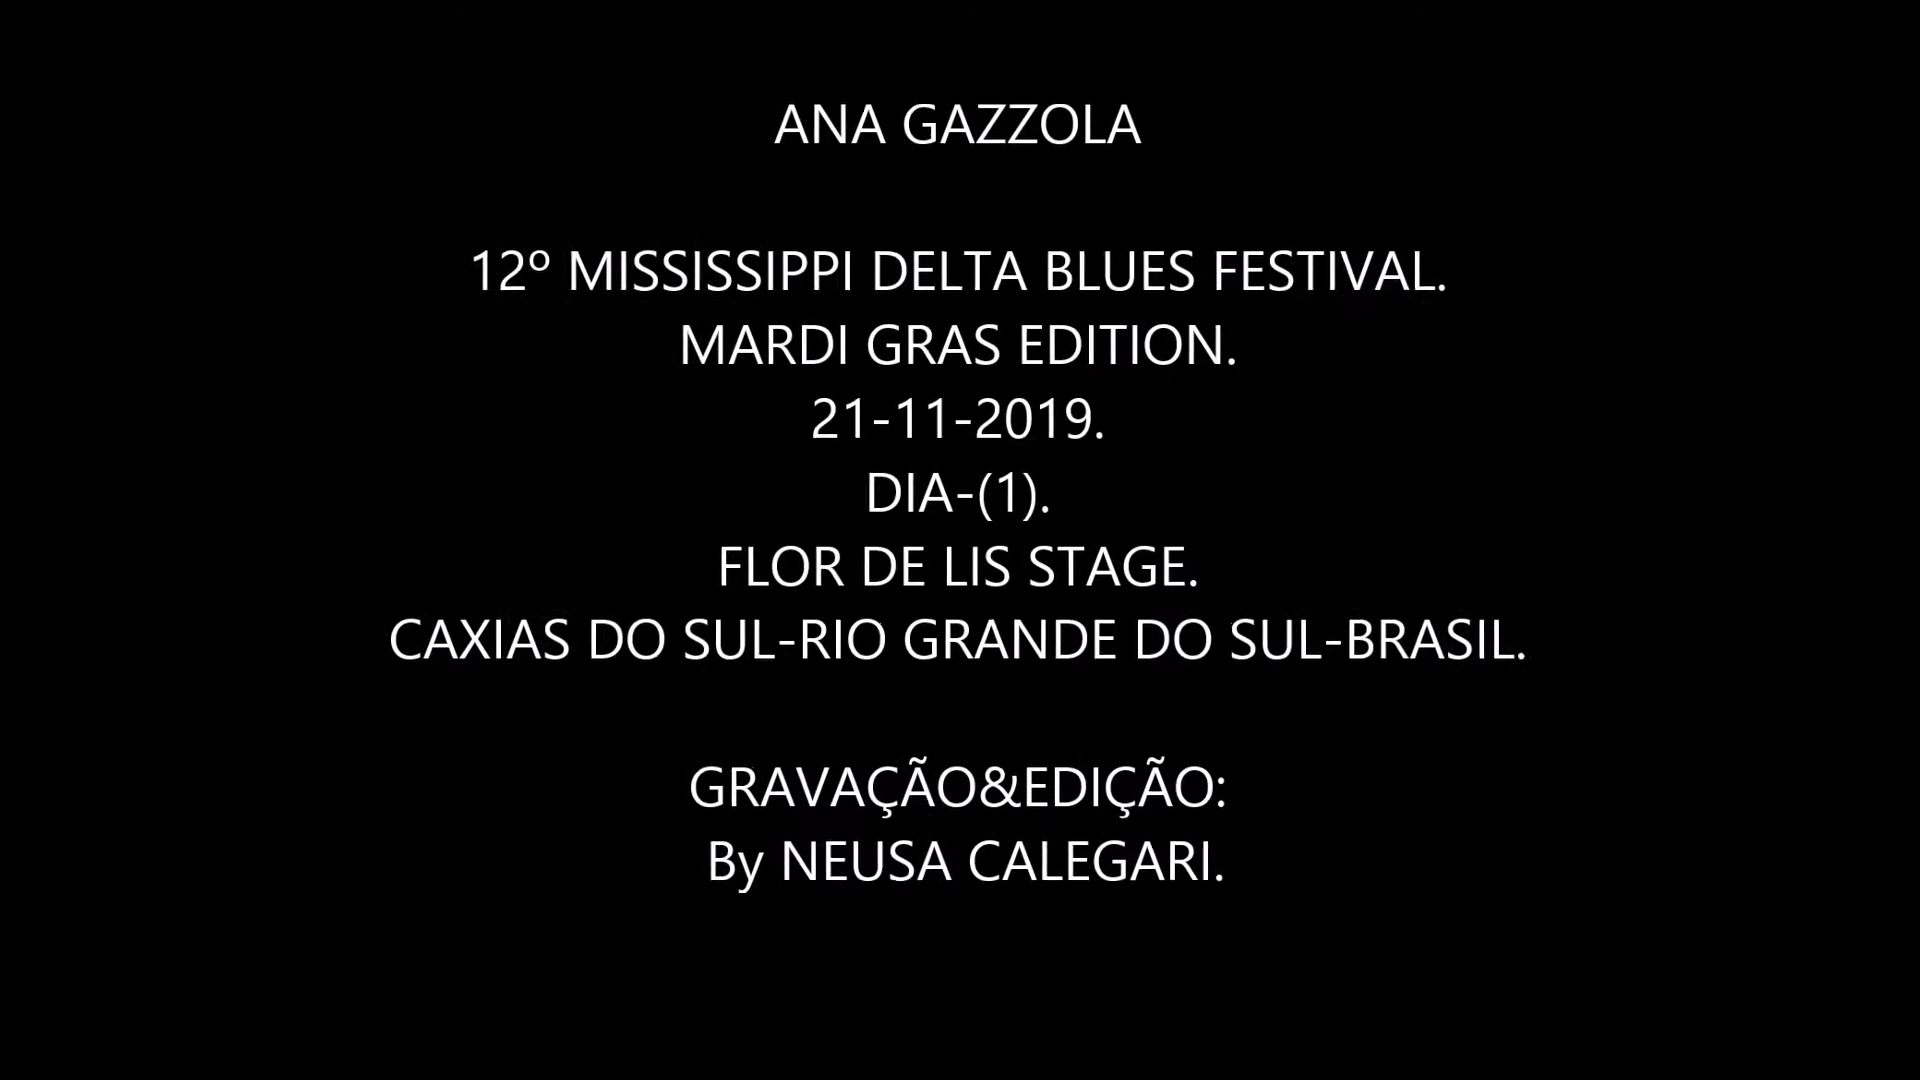 ANA GAZZOLA
12º MISSISSIPPI DELTA BLUES FESTIVAL.
MARDI GRAS EDITION.
21-11-2019.
DIA-(1).
FLOR DE LIS STAGE.
CAXIAS DO SUL-RIO GRANDE DO SUL-BRASIL.
GRAVAÇÃO&EDIÇÃO:
By NEUSA CALEGARI.